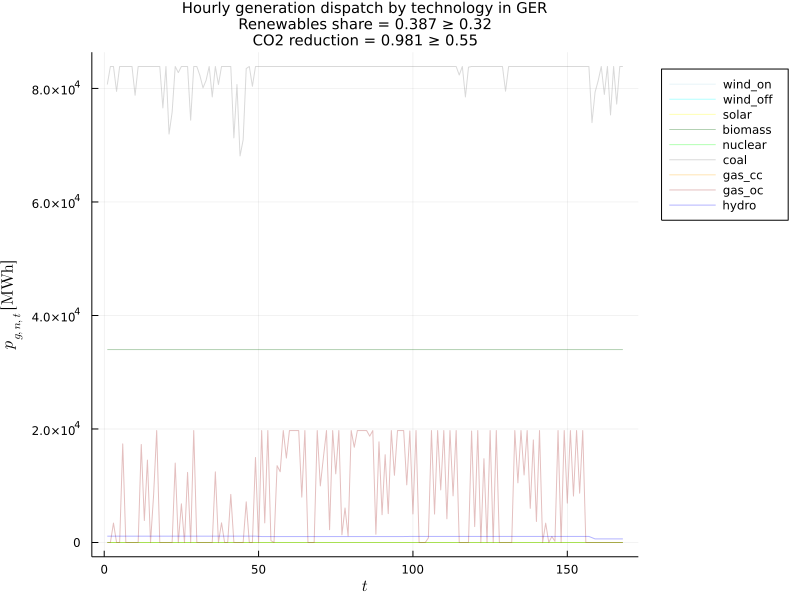 Hourly generation dispatch by technology in GER
Renewables share = 0.387 ≥ 0.32
CO2 reduction = 0.981 ≥ 0.55
8.0×10⁴
6.0×10⁴
4.0×10⁴
2.0×10⁴
0
p_{g,n,t} [MWh]
0 50 100 150
t
wind_on
wind_off
solar
biomass
nuclear
coal
gas_cc
gas_oc
hydro